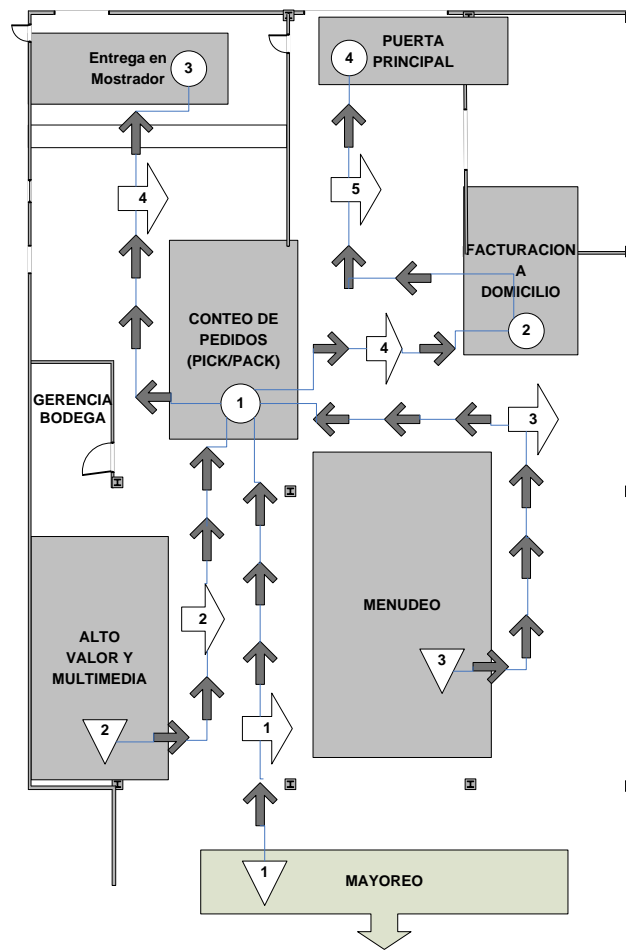 Entrega en
Mostrador
3
4
PUERTA
PRINCIPAL
4
5
FACTURACION
A
DOMICILIO
2
CONTEO DE
PEDIDOS
(PICK/PACK)
1
4
GERENCIA
BODEGA
3
MENUDEO
3
2
ALTO
VALOR Y
MULTIMEDIA
2
1
1
MAYOREO